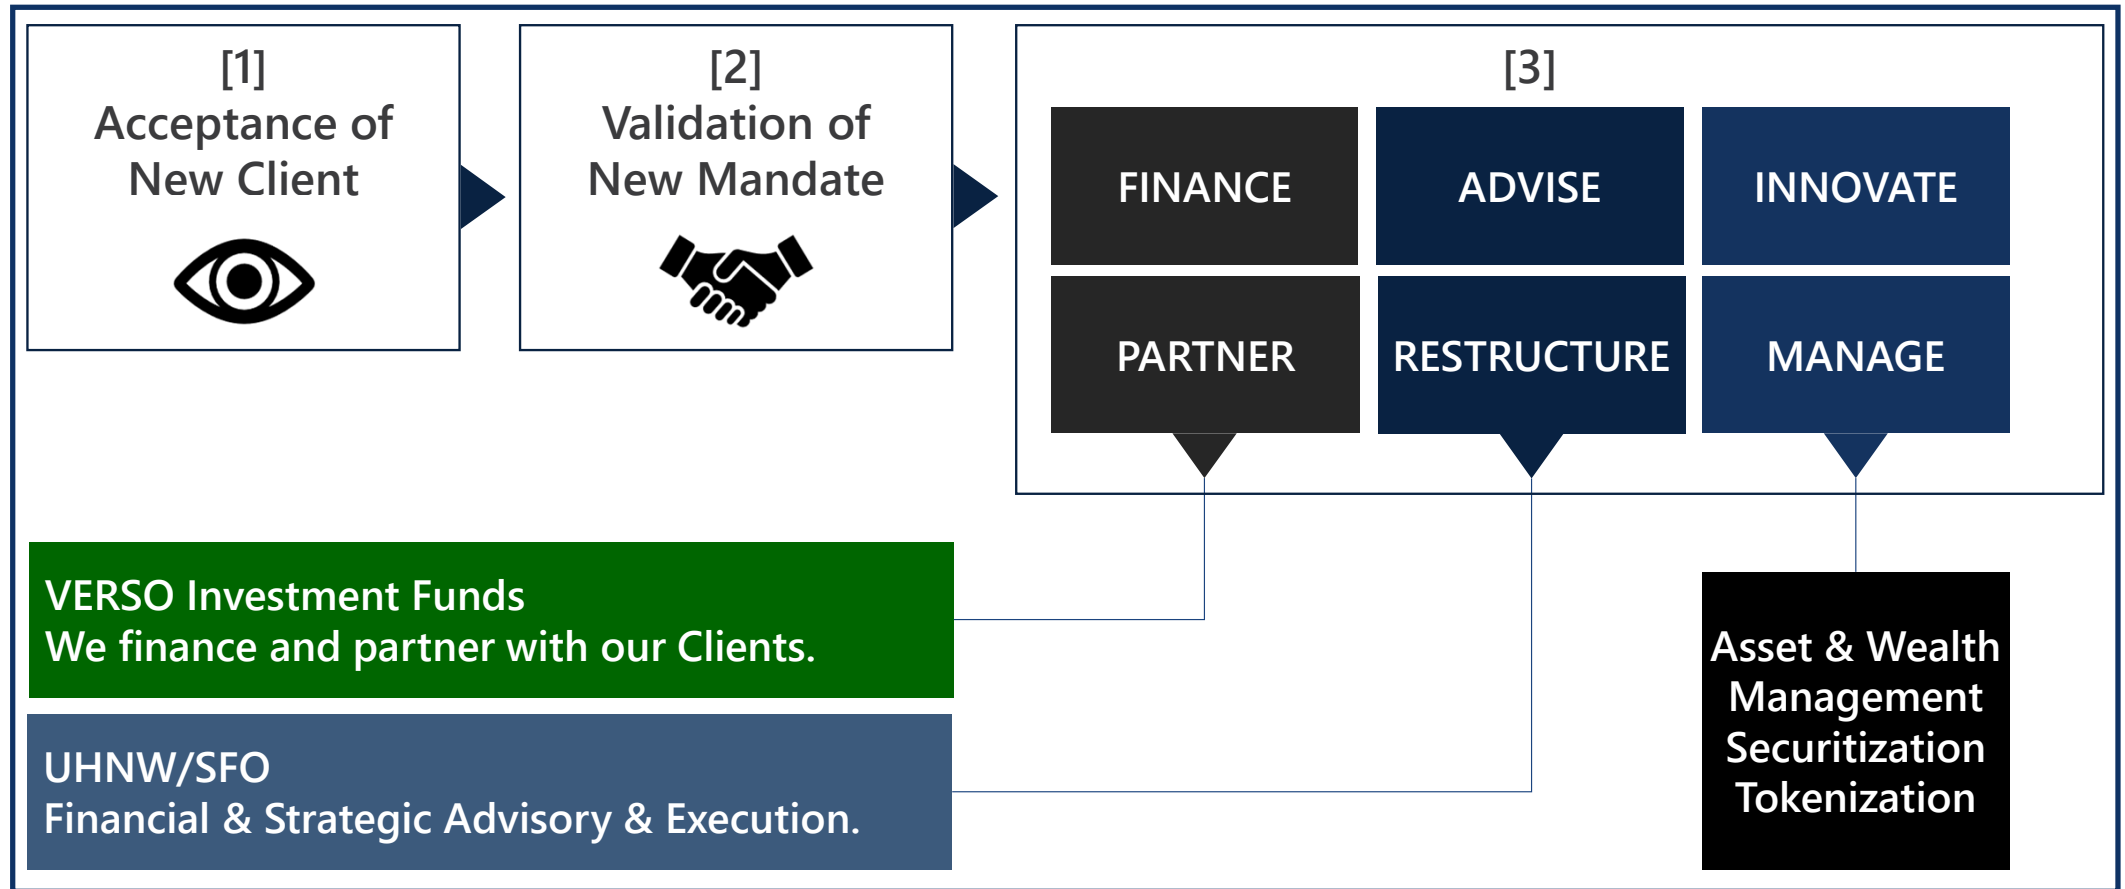 [1]
Acceptance of
New Client
[2]
Validation of
New Mandate
[3]
FINANCE
ADVISE
INNOVATE
PARTNER
RESTRUCTURE
MANAGE
VERSO Investment Funds
We finance and partner with our Clients.
UHNW/SFO
Financial & Strategic Advisory & Execution.
Asset & Wealth
Management
Securitization
Tokenization